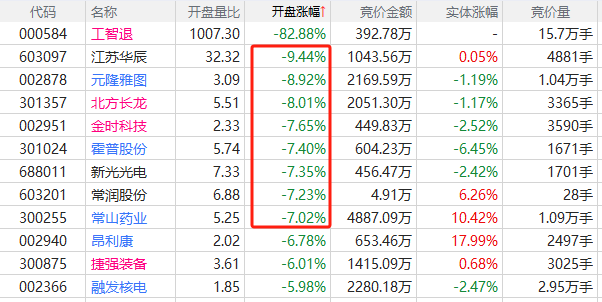 代码 名称 开盘量比 开盘涨幅↑ 竞价金额 实体涨幅 竞价量
000584 工智退 1007.30 -82.88% 392.78万 - 15.7万手
603097 江苏华辰 32.32 -9.44% 1043.56万 0.05% 4881手
002878 元隆雅图 3.09 -8.92% 2169.59万 -1.19% 1.04万手
301357 北方长龙 5.51 -8.01% 2051.30万 -1.17% 3365手
002951 金时科技 2.33 -7.65% 449.83万 -2.52% 3590手
301024 霍普股份 5.74 -7.40% 604.23万 -6.45% 1671手
688011 新光光电 7.33 -7.35% 456.47万 -2.42% 1701手
603201 常润股份 6.88 -7.23% 4.91万 6.26% 28手
300255 常山药业 5.25 -7.02% 4887.09万 10.42% 1.09万手
002940 昂利康 2.02 -6.78% 653.46万 17.99% 2497手
300875 捷强装备 3.61 -6.01% 1415.09万 0.68% 3025手
002366 融发核电 1.85 -5.98% 2280.18万 -2.47% 2.95万手